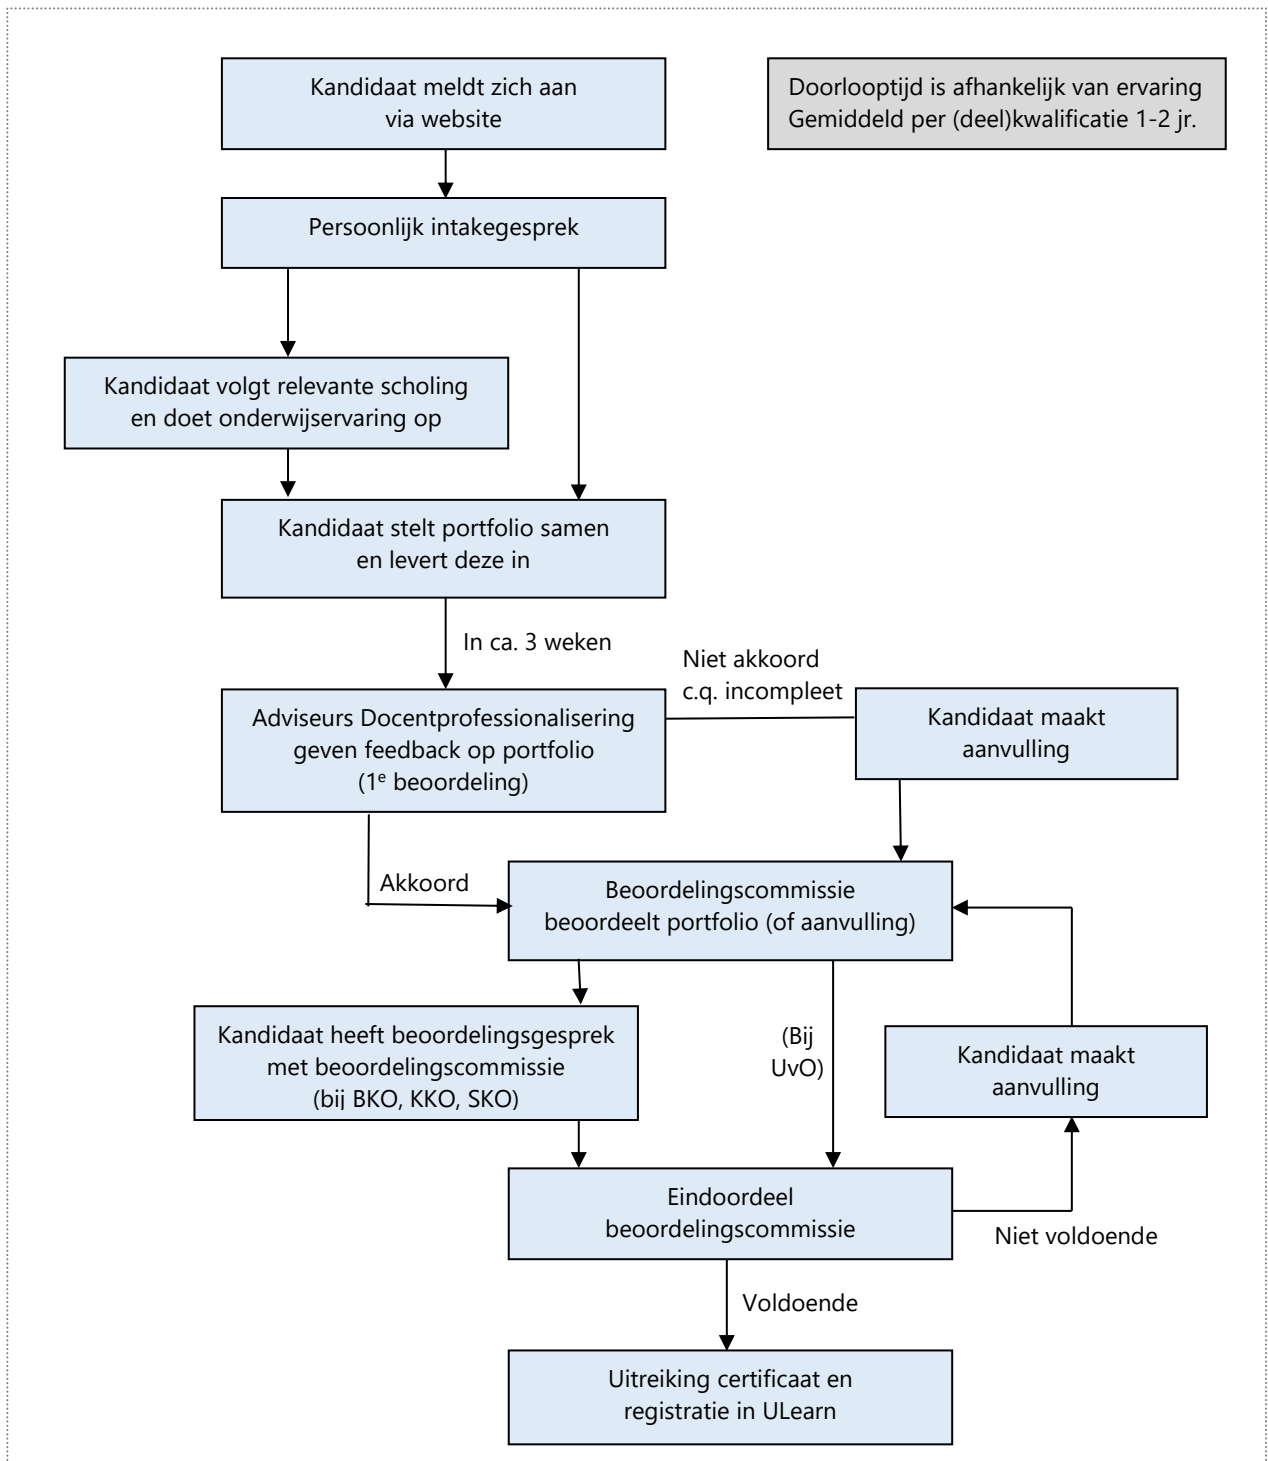 Kandidaat meldt zich aan
via website
Doorlooptijd is afhankelijk van ervaring
Gemiddeld per (deel)kwalificatie 1-2 jr.
Persoonlijk intakegesprek
Kandidaat volgt relevante scholing
en doet onderwijservaring op
Kandidaat stelt portfolio samen
en levert deze in
In ca. 3 weken
Niet akkoord
c.q. incompleet
Adviseurs Docentprofessionalisering
geven feedback op portfolio
(1e beoordeling)
Kandidaat maakt
aanvulling
Akkoord
Beoordelingscommissie
beoordeelt portfolio (of aanvulling)
Kandidaat heeft beoordelingsgesprek
met beoordelingscommissie
(bij BKO, KKO, SKO)
(Bij
UvO)
Kandidaat maakt
aanvulling
Eindoordeel
beoordelingscommissie
Niet voldoende
Voldoende
Uitreiking certificaat en
registratie in ULearn